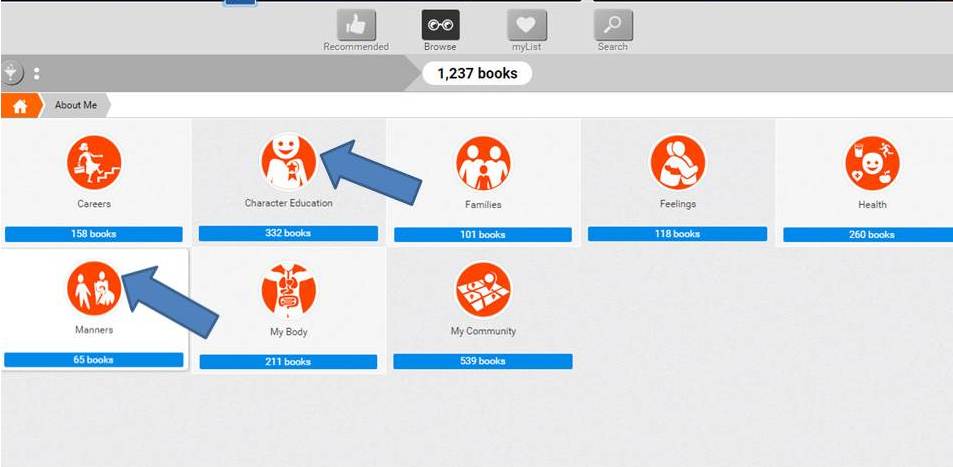 Recommended Browse myList Search
1,237 books
About Me
Careers Character Education Families Feelings Health
158 books 332 books 101 books 118 books 260 books
Manners My Body My Community
65 books 211 books 539 books